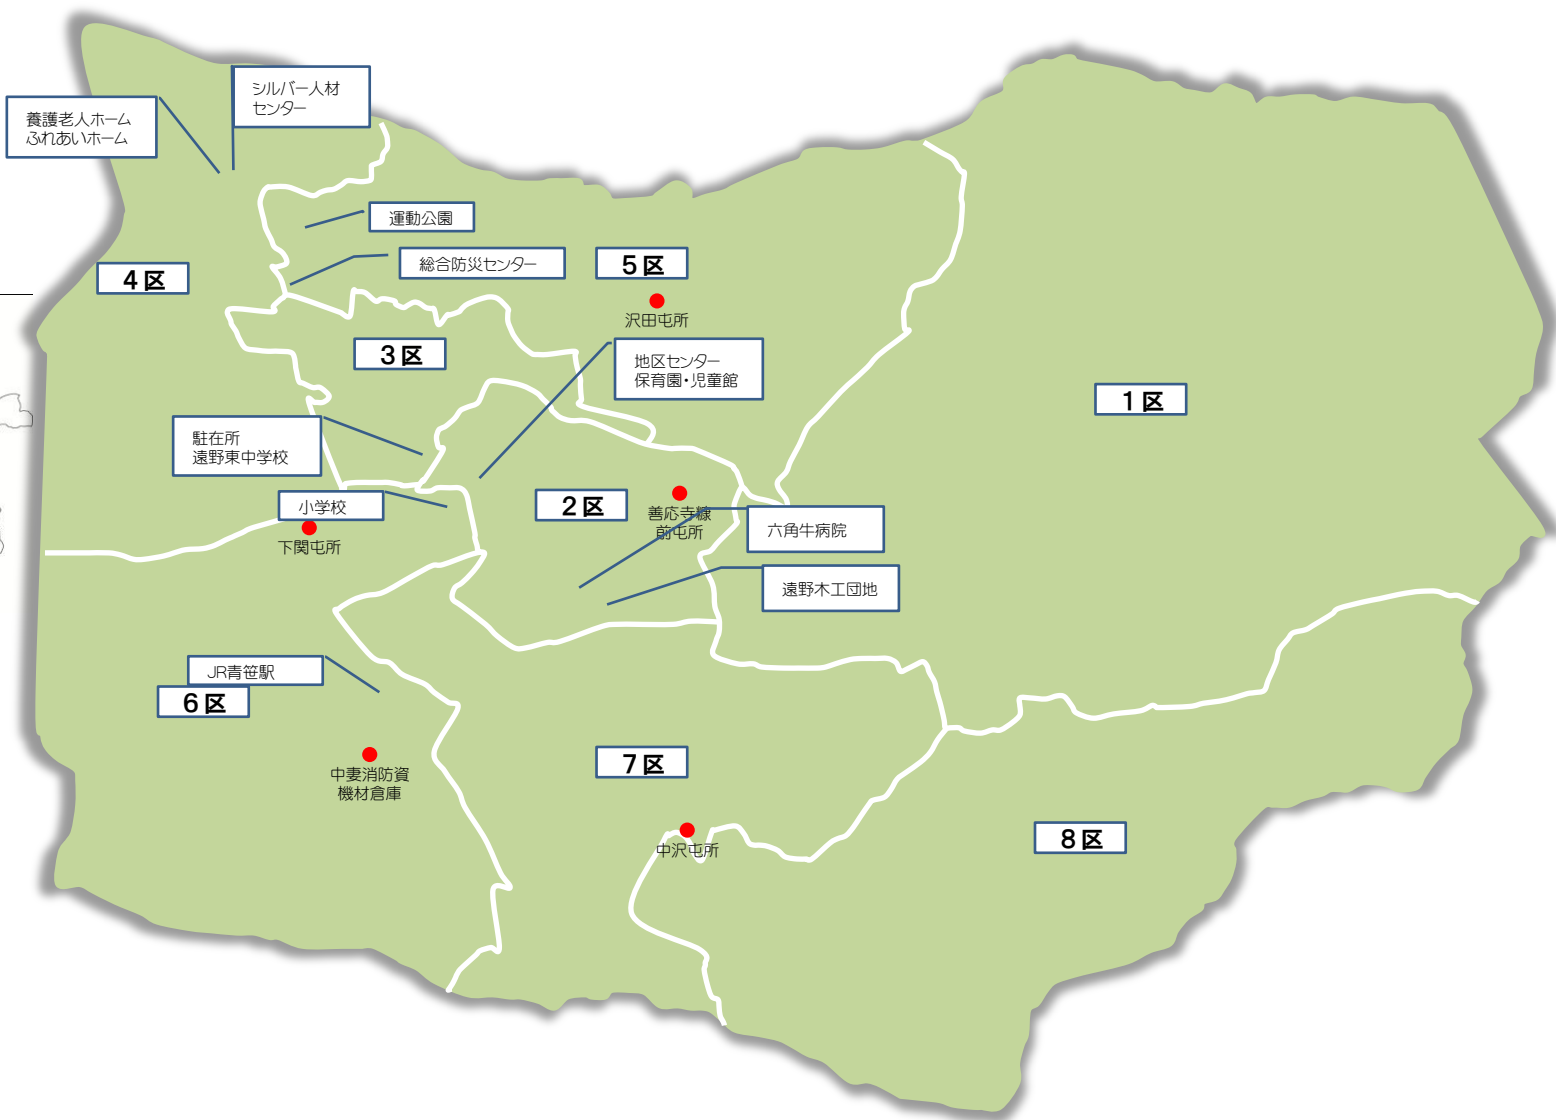 シルバー人材
センター
養護老人ホーム
ふれあいホーム
運動公園
総合防災センター
5区
4区
沢田屯所
3区
地区センター
保育園・児童館
1区
駐在所
遠野東中学校
小学校
2区
善応寺線
前屯所
六角牛病院
下関屯所
遠野木工団地
JR青笹駅
6区
7区
中妻消防資
機材倉庫
8区
中沢屯所